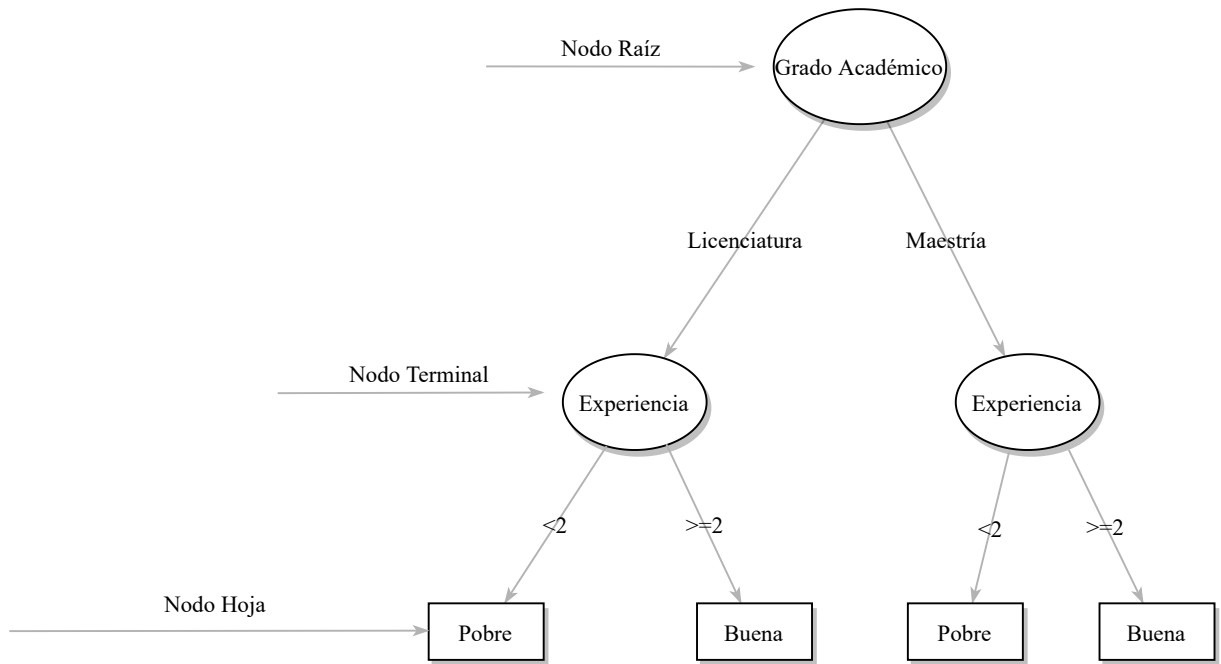 Nodo Raíz
Grado Académico
Licenciatura
Maestría
Nodo Terminal
Experiencia
Experiencia
<2
>=2
<2
>=2
Nodo Hoja
Pobre
Buena
Pobre
Buena